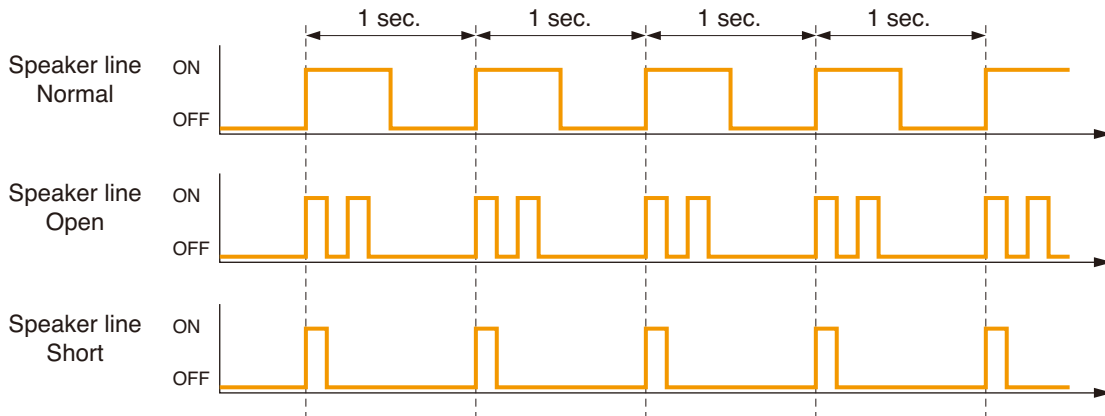 1 sec. 1 sec. 1 sec. 1 sec.
Speaker line
Normal
ON
OFF
Speaker line
Open
ON
OFF
Speaker line
Short
ON
OFF